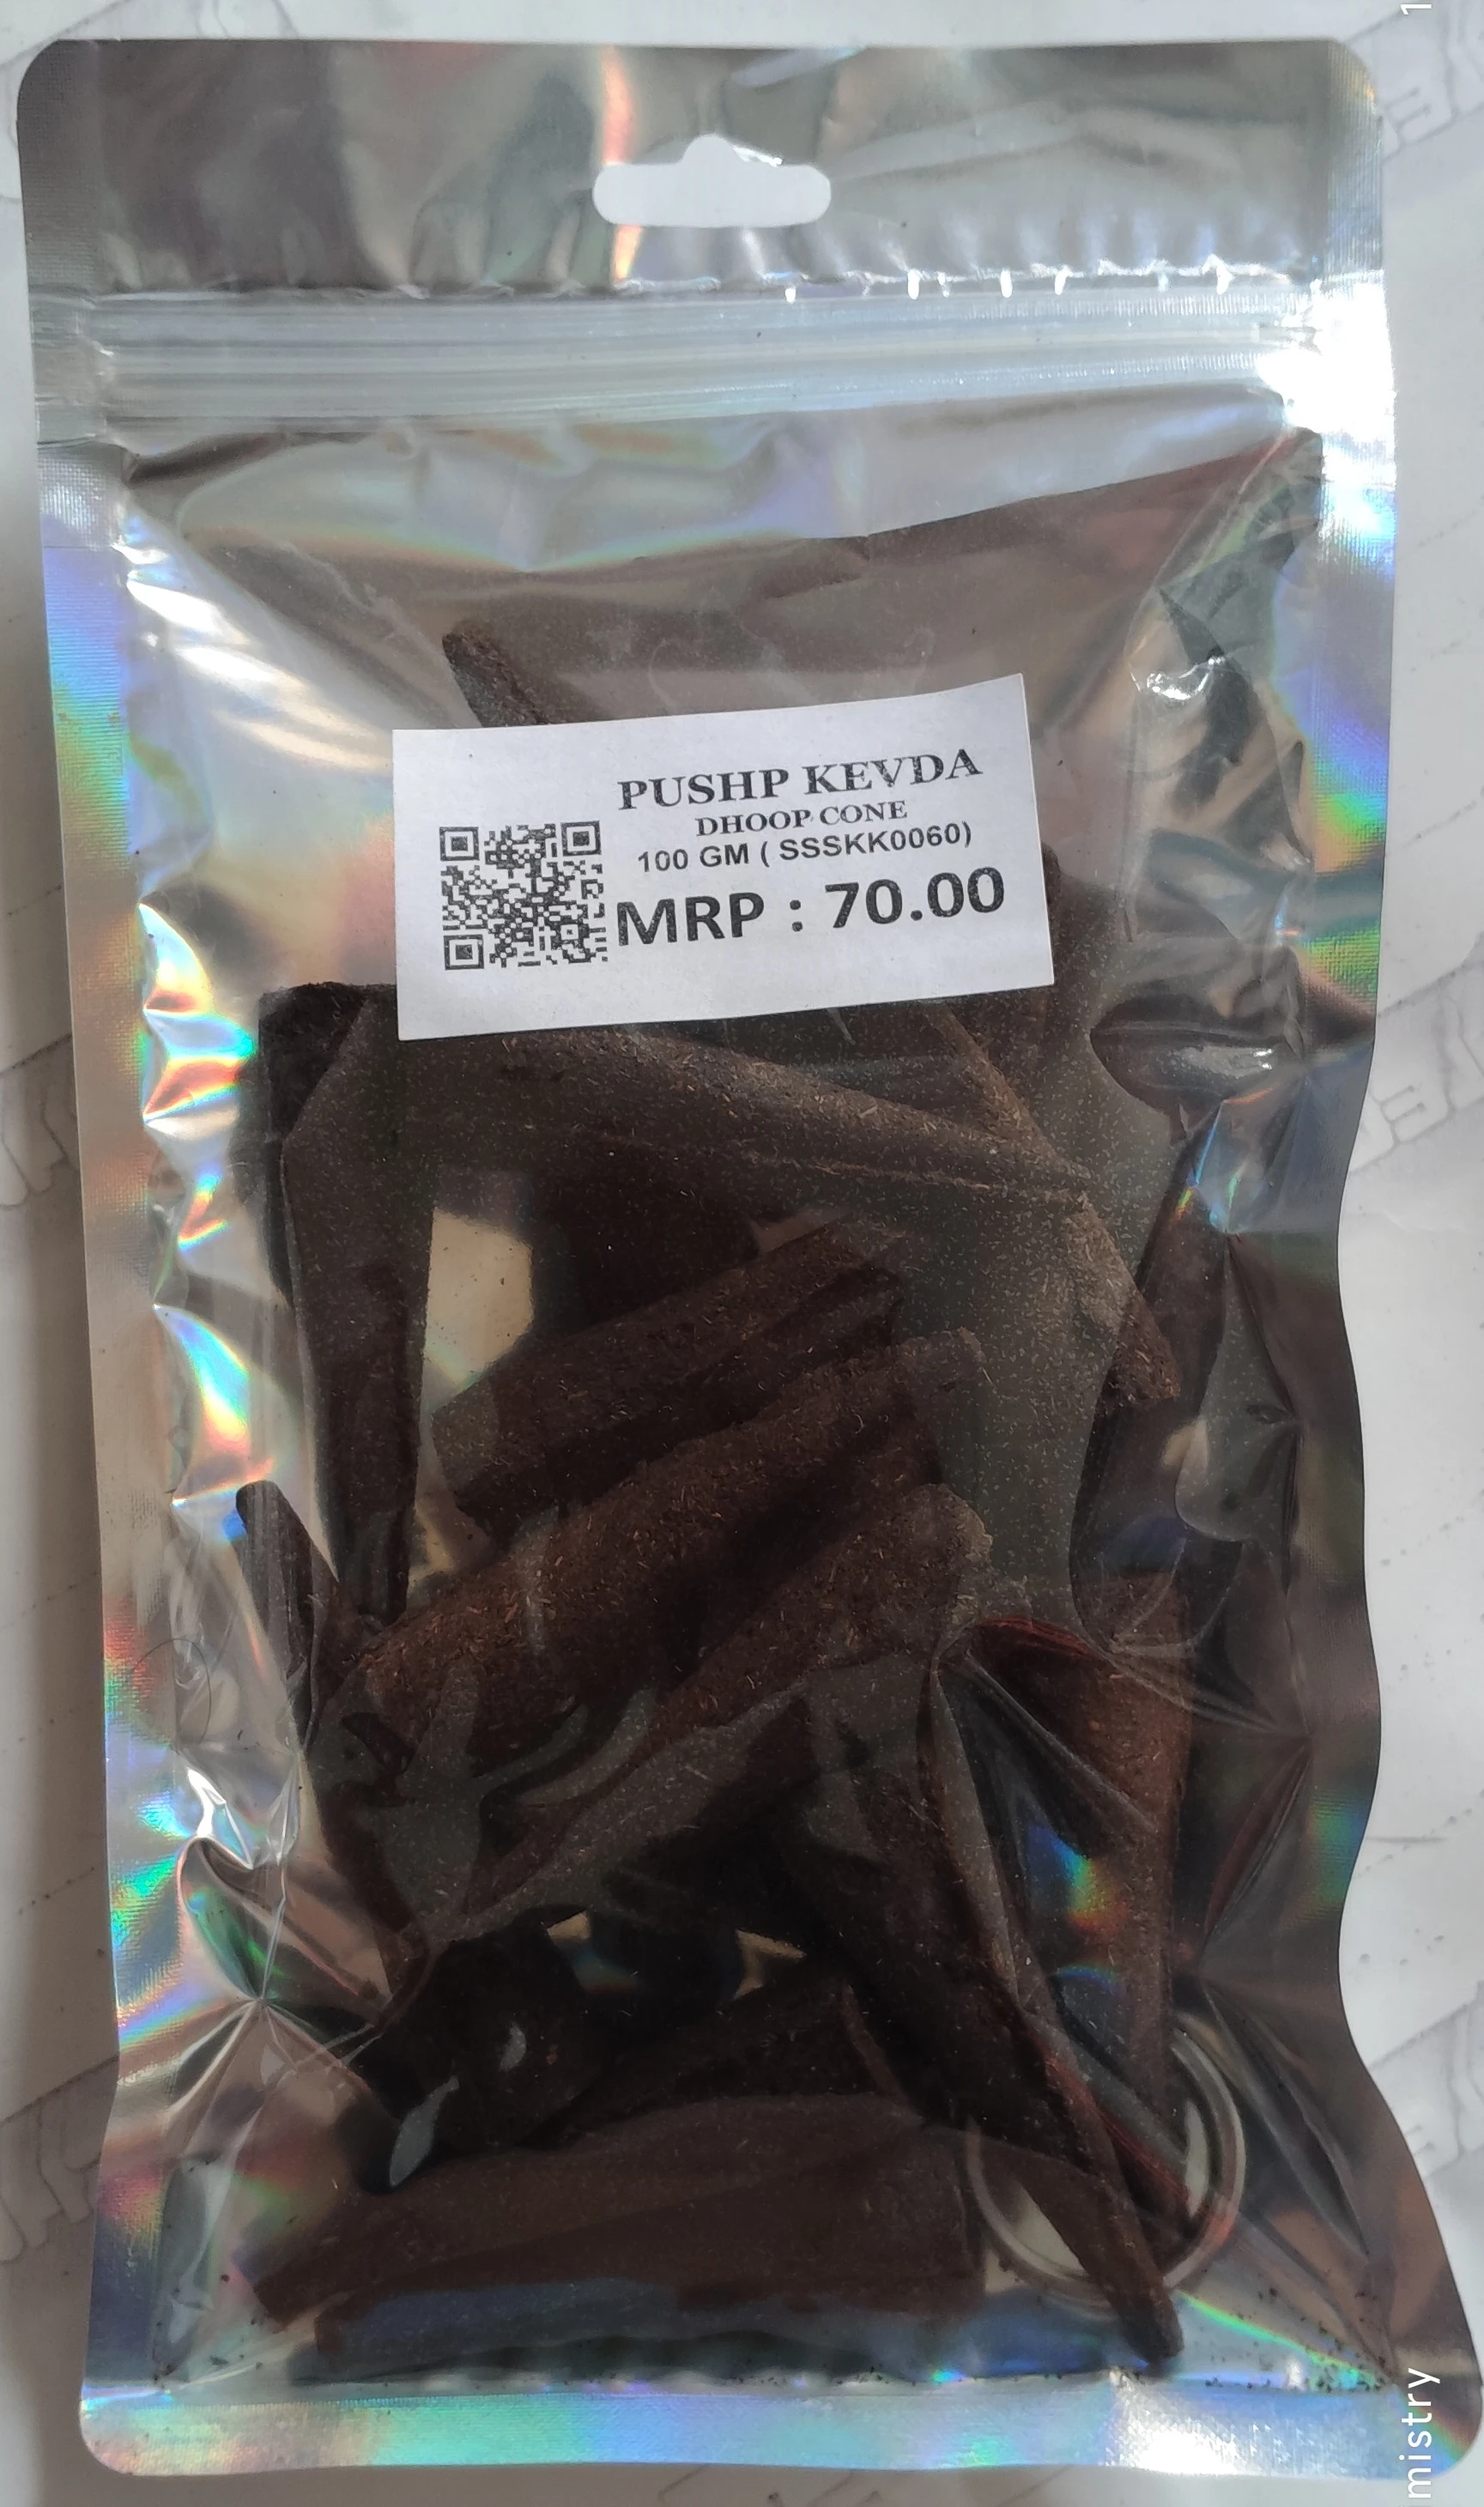 PUSHP KEVDA
DHOOP CONE
100 GM ( SSSKK0060)
MRP : 70.00
mistry